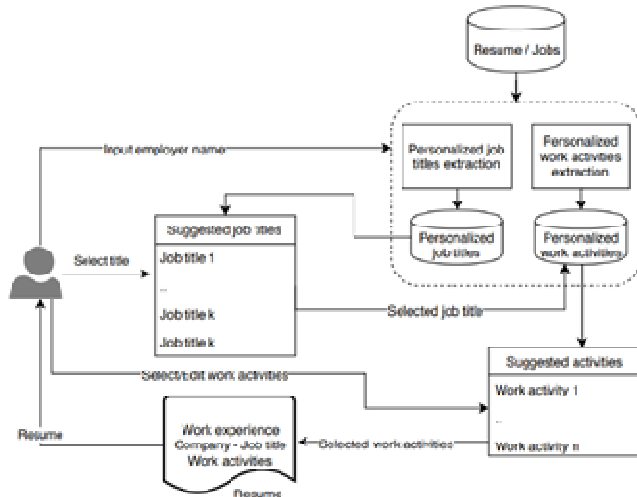 Resume / Jobs
Input employer name
Personalized job
titles extraction
Personalized
work activities
extraction
Suggested job titles
Personalized
job titles
Personalized
work activities
Select title
Job title 1
..
Job title k
Job title k
Selected job title
Suggested activities
Select/Edit work activities
Work activity 1
..
Work activity n
Resume
Work experience
Company - Job title
Work activities
Selected work activities
Resume